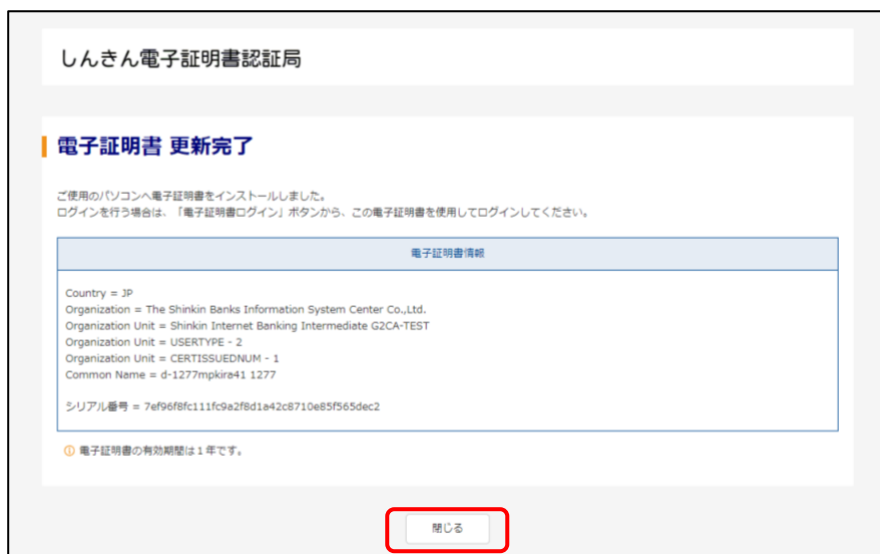 しんきん電子証明書認証局
電子証明書 更新完了
ご使用のパソコンへ電子証明書をインストールしました。
ログインを行う場合は、「電子証明書ログイン」ボタンから、この電子証明書を使用してログインしてください。
電子証明書情報
Country = JP
Organization = The Shinkin Banks Information System Center Co.,Ltd.
Organization Unit = Shinkin Internet Banking Intermediate G2CA-TEST
Organization Unit = USERTYPE - 2
Organization Unit = CERTISSUEDNUM - 1
Common Name = d-1277mpkira41 1277
シリアル番号 = 7ef96f8fc111fc9a2f8d1a42c8710e85f565dec2
電子証明書の有効期間は1年です。
閉じる